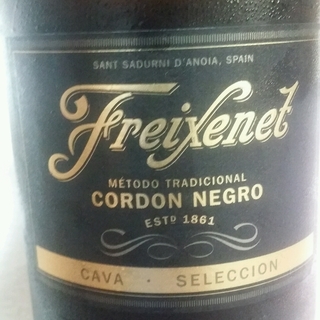 SANT SADURNI D'ANOIA, SPAIN
Freixenet
MÉTODO TRADICIONAL
CORDON NEGRO
ESTD 1861
CAVA · SELECCION